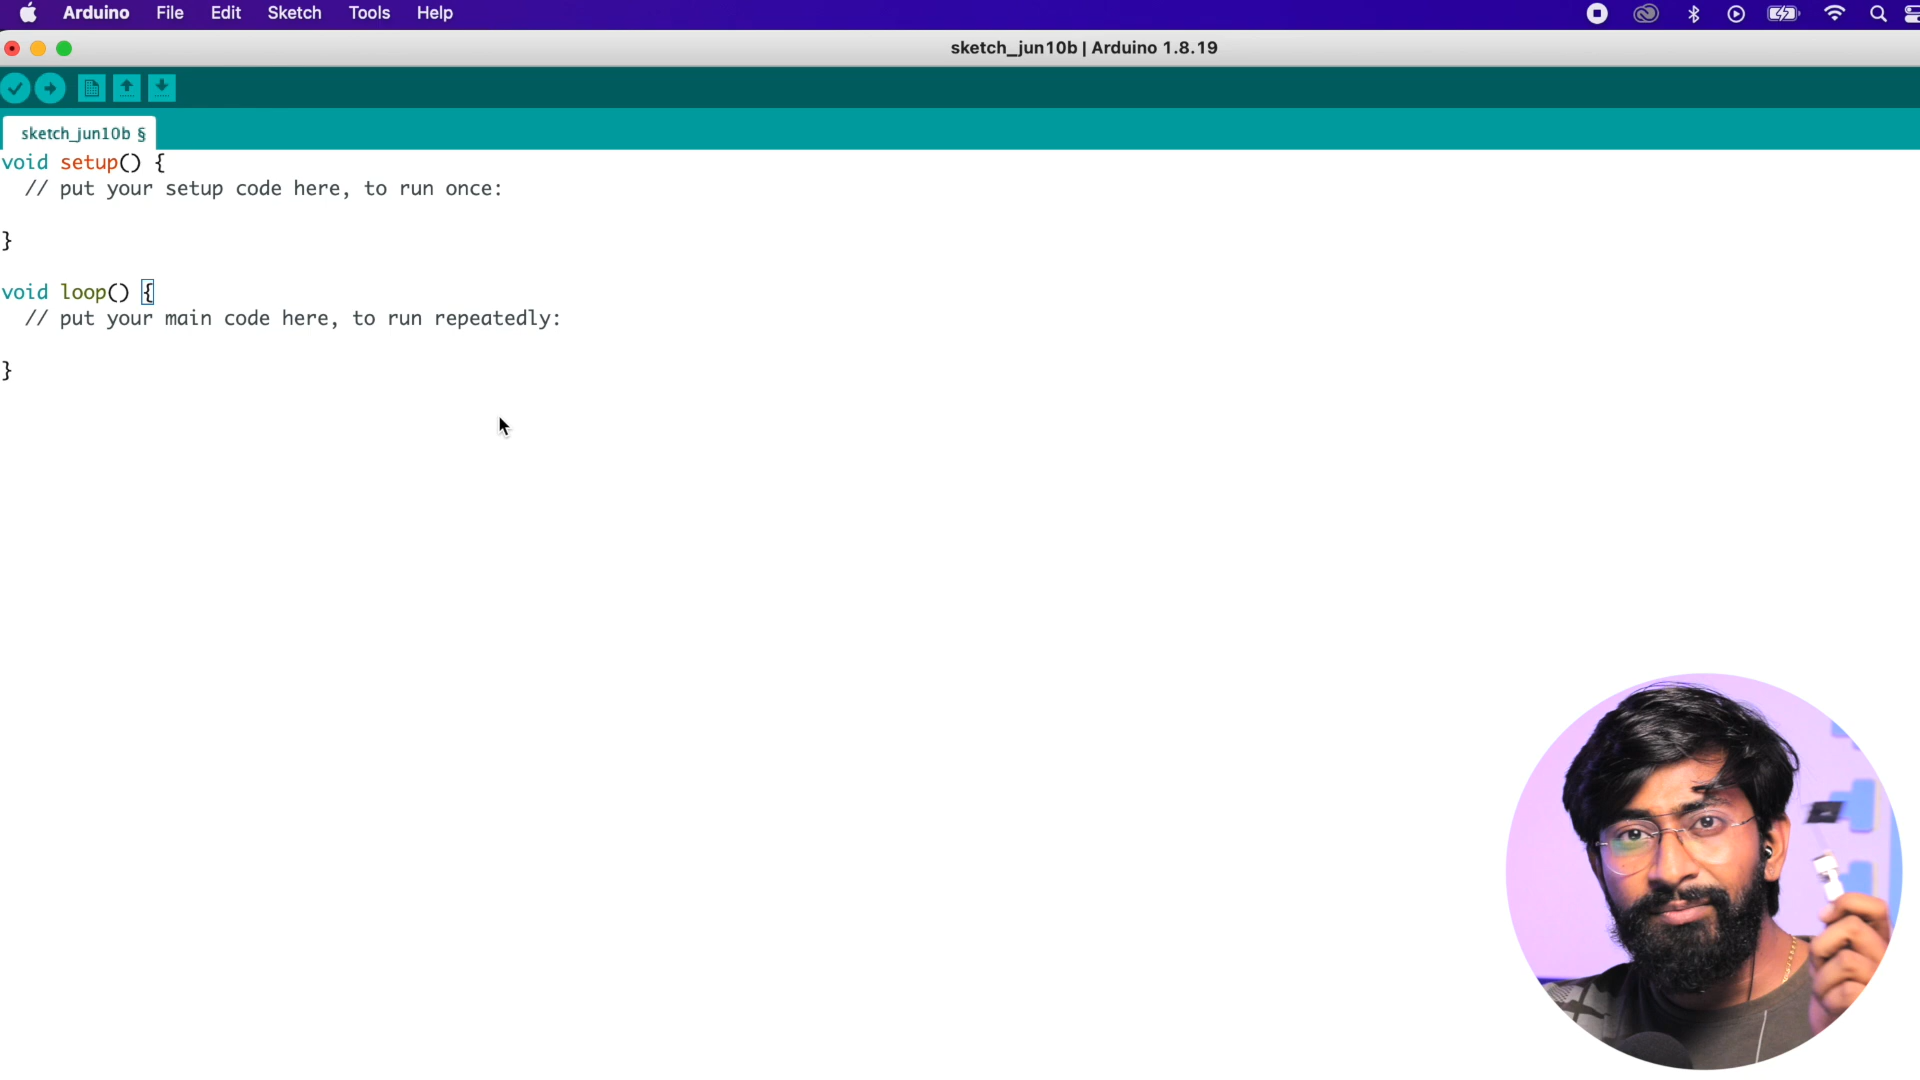 Arduino File Edit Sketch Tools Help
sketch_jun10b | Arduino 1.8.19
sketch_jun10b §
void setup() {
  // put your setup code here, to run once:
}
void loop() {
  // put your main code here, to run repeatedly:
}